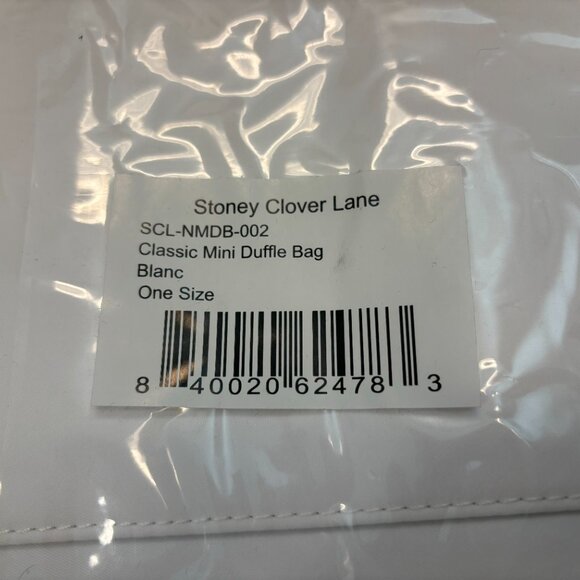 Stoney Clover Lane
SCL-NMDB-002
Classic Mini Duffle Bag
Blanc
One Size
8 40020 62478 3